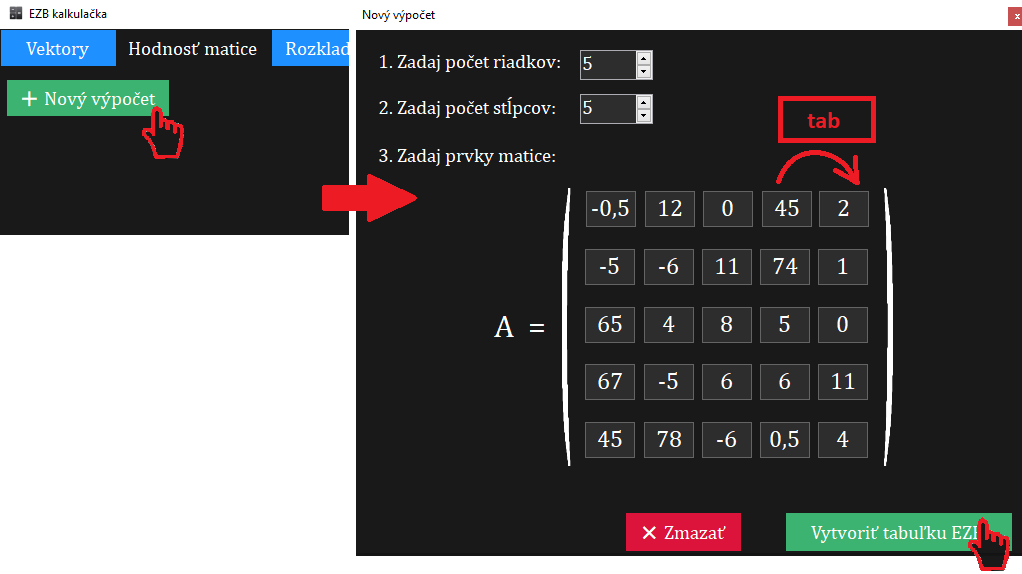 EZB kalkulačka
Vektory Hodnosť matice Rozklad
+ Nový výpočet
Nový výpočet
x
1. Zadaj počet riadkov: 5
2. Zadaj počet stĺpcov: 5
tab
3. Zadaj prvky matice:
-0,5 12 0 45 2
-5 -6 11 74 1
65 4 8 5 0
A =
67 -5 6 6 11
45 78 -6 0,5 4
✕ Zmazať
Vytvoriť tabuľku EZ